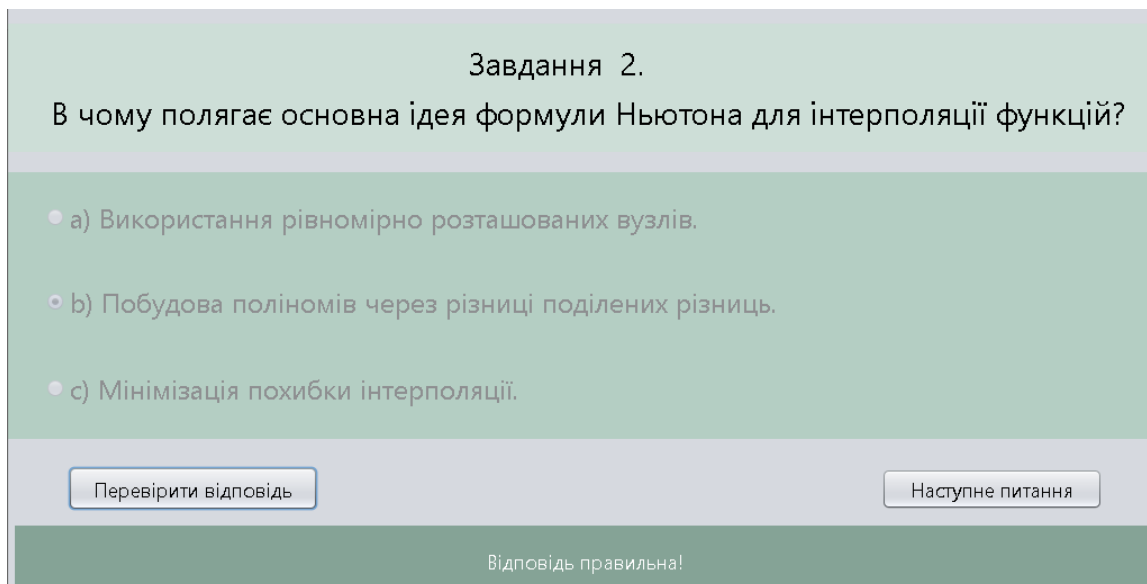 Завдання 2.
В чому полягає основна ідея формули Ньютона для інтерполяції функцій?
a) Використання рівномірно розташованих вузлів.
b) Побудова поліномів через різниці поділених різниць.
c) Мінімізація похибки інтерполяції.
Перевірити відповідь
Наступне питання
Відповідь правильна!